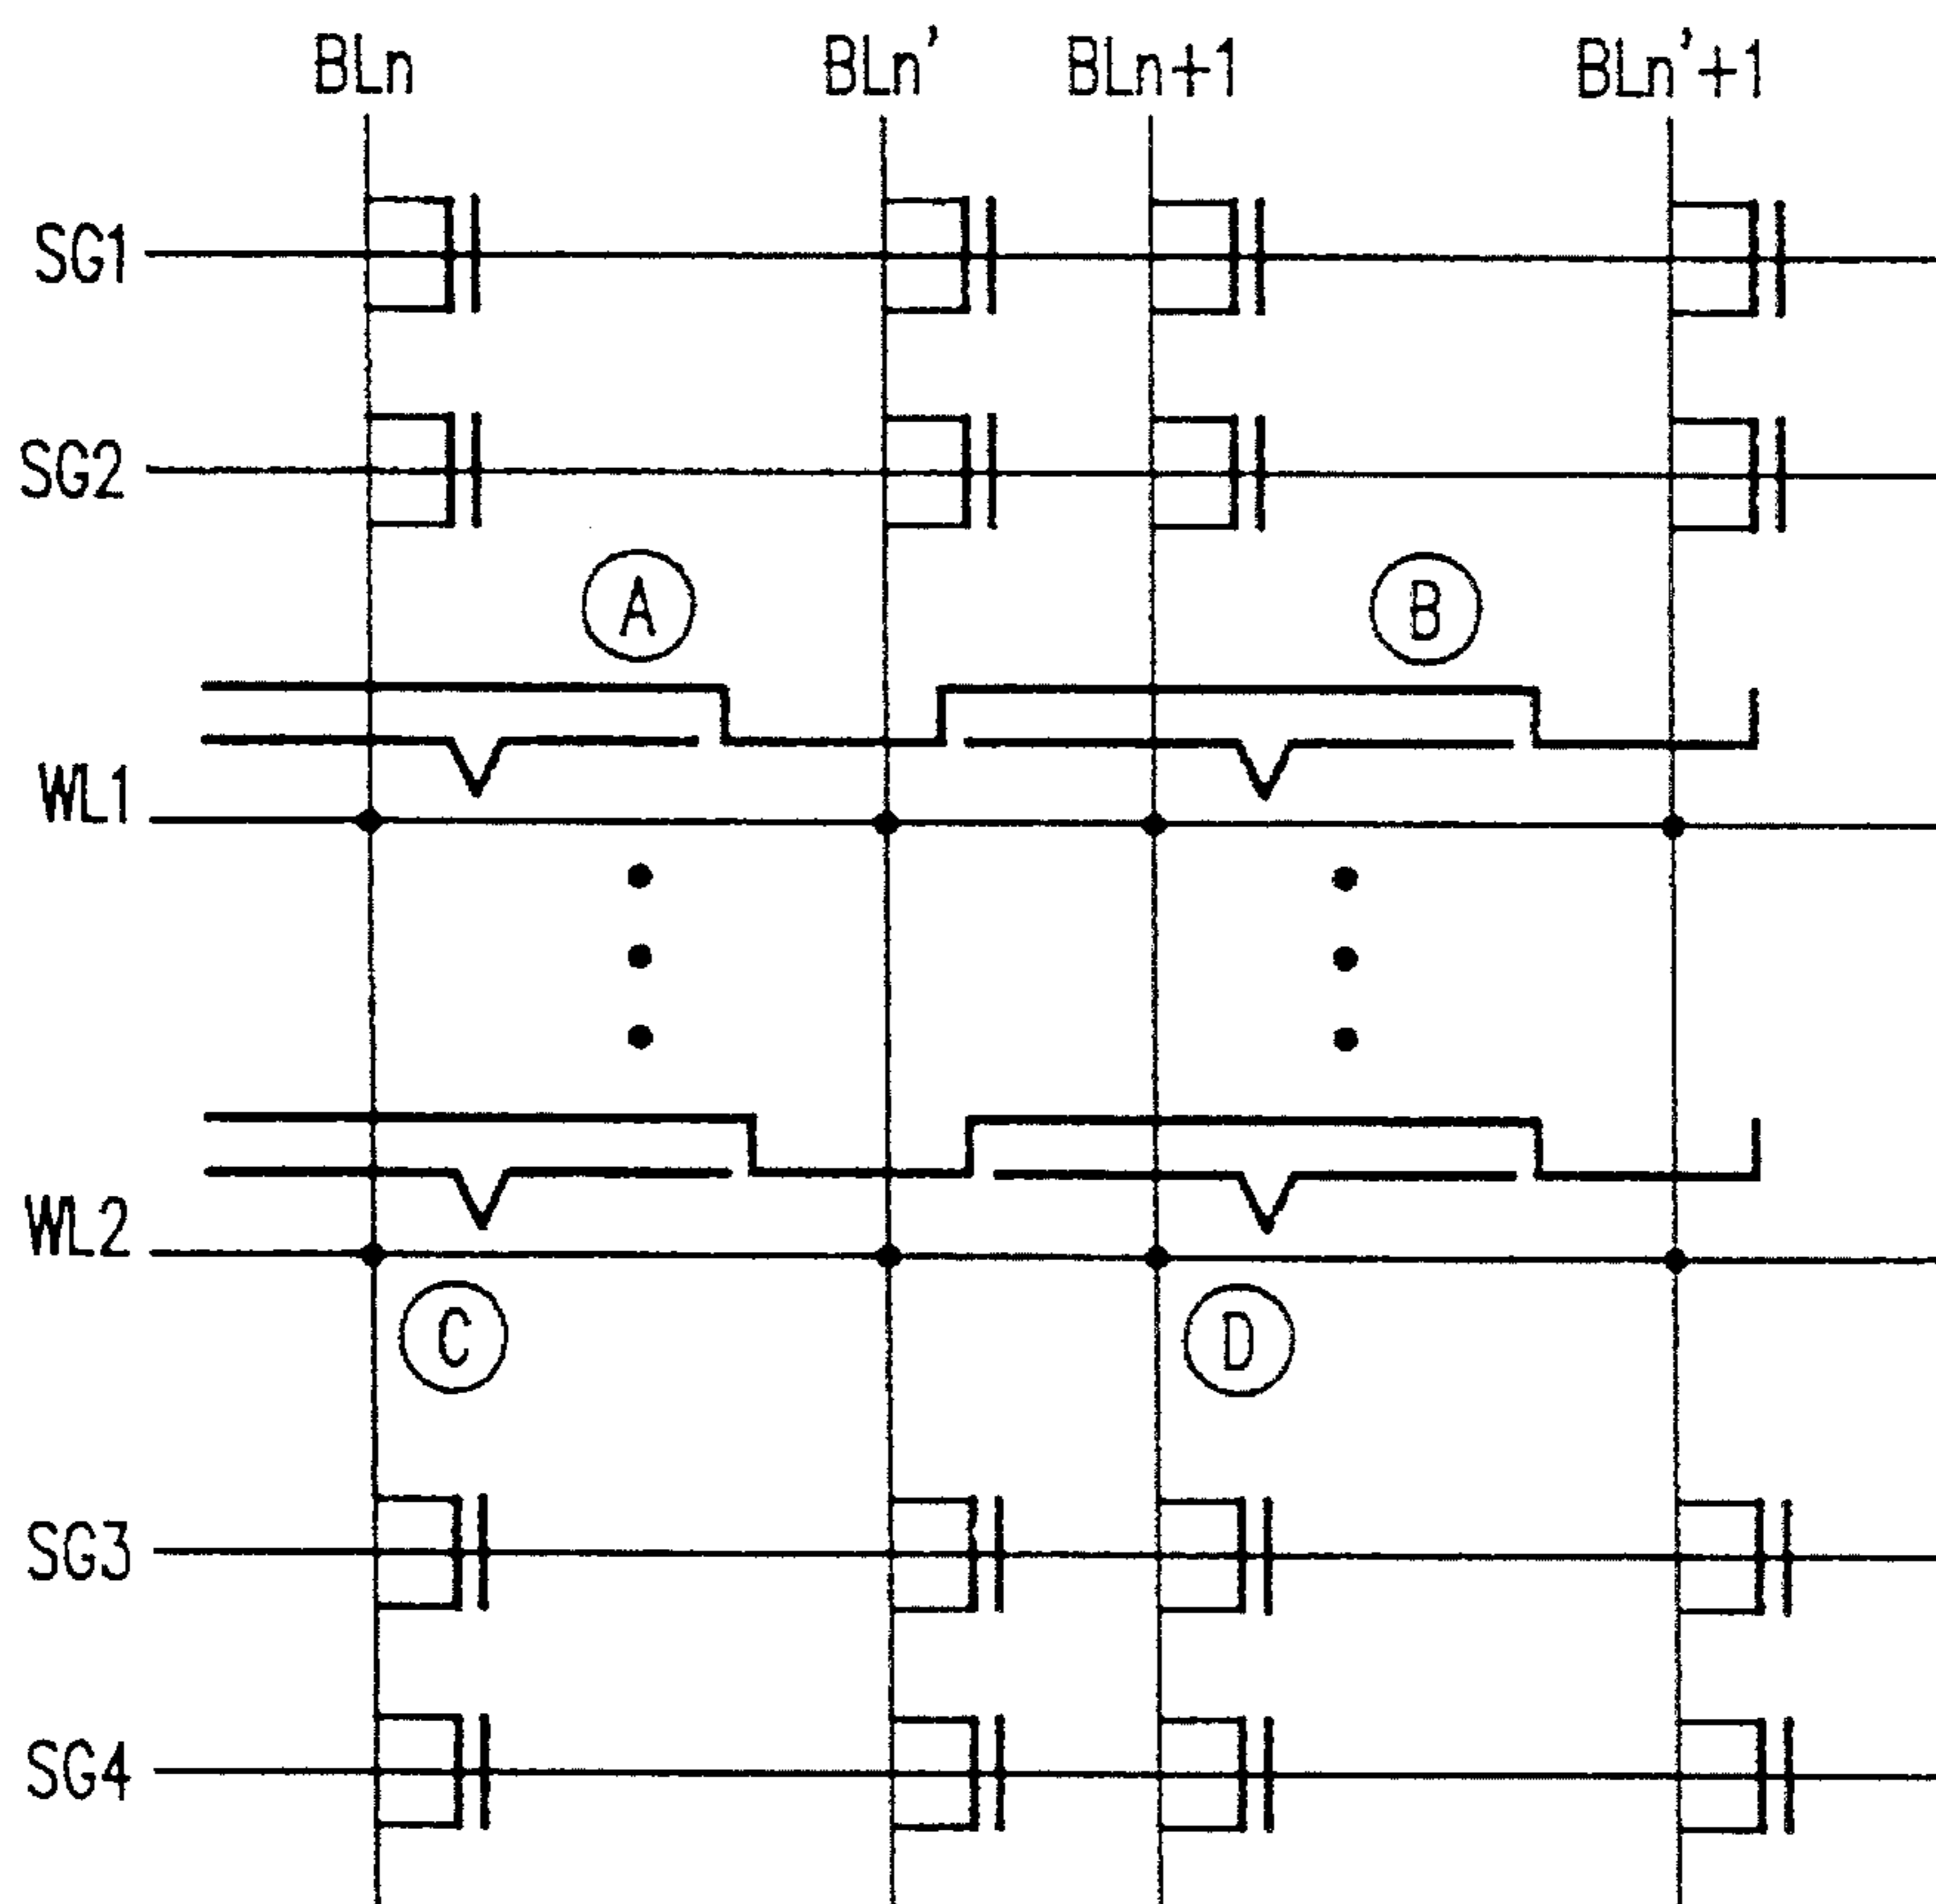 BLn BLn' BLn+1 BLn'+1
SG1
SG2
A B
WL1
WL2
C D
SG3
SG4